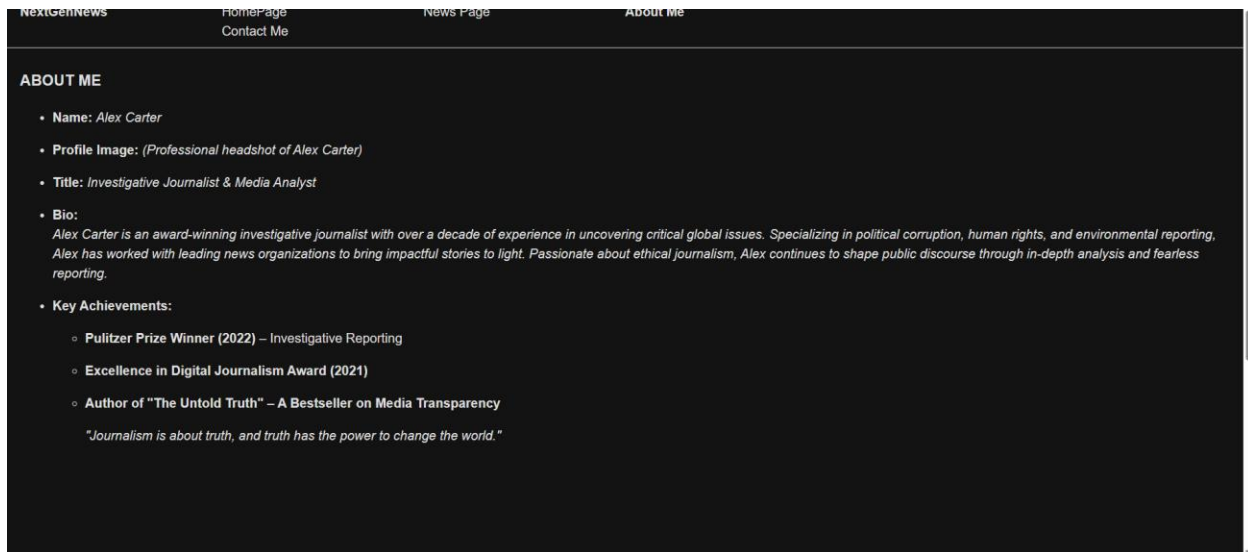 NextGenNews HomePage News Page About Me
Contact Me
ABOUT ME
• Name: Alex Carter
• Profile Image: (Professional headshot of Alex Carter)
• Title: Investigative Journalist & Media Analyst
• Bio:
Alex Carter is an award-winning investigative journalist with over a decade of experience in uncovering critical global issues. Specializing in political corruption, human rights, and environmental reporting,
Alex has worked with leading news organizations to bring impactful stories to light. Passionate about ethical journalism, Alex continues to shape public discourse through in-depth analysis and fearless
reporting.
• Key Achievements:
◦ Pulitzer Prize Winner (2022) – Investigative Reporting
◦ Excellence in Digital Journalism Award (2021)
◦ Author of "The Untold Truth" – A Bestseller on Media Transparency
"Journalism is about truth, and truth has the power to change the world."